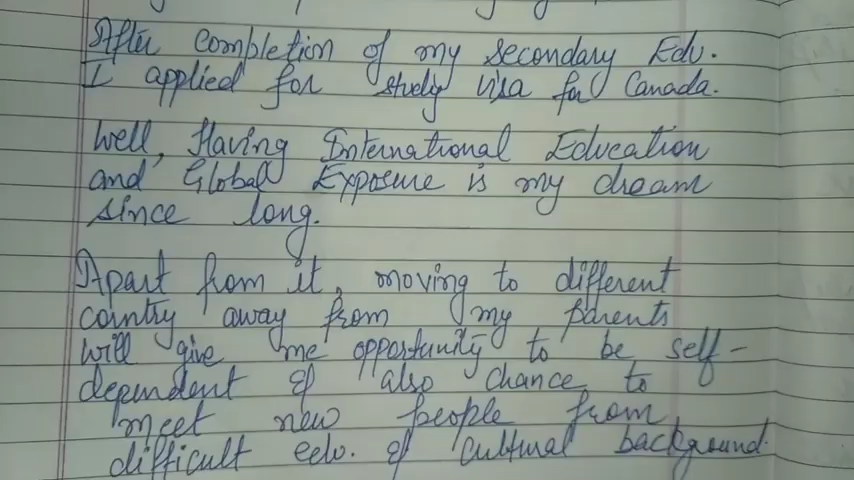 After completion of my secondary Edu.
I applied for study visa for Canada.
Well, Having International Education
and Global Exposure is my dream
since long.
Apart from it, moving to different
country away from my parents
will give me opportunity to be self-
dependent & also chance to
meet new people from
difficult edu. & cultural background.